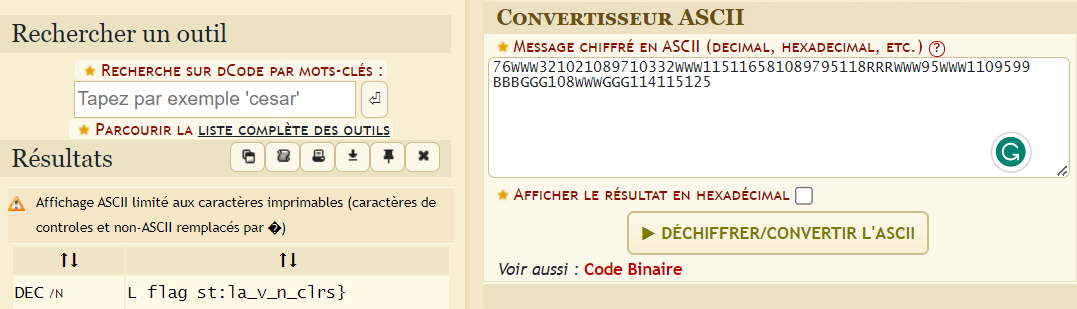 Rechercher un outil
★ Recherche sur dCode par mots-clés :
Tapez par exemple 'cesar'
★ Parcourir la liste complète des outils
Résultats
Affichage ASCII limité aux caractères imprimables (caractères de
controles et non-ASCII remplacés par �)
↑↓ ↑↓
DEC /N L flag st:la_v_n_clrs}
Convertisseur ASCII
★ Message chiffré en ASCII (decimal, hexadecimal, etc.) (?)
76WWW32102108971033​2WWW115116581089795118RRRWWW95WWW1109599
BBBGGG108WWWGGG114115125
★ Afficher le résultat en hexadécimal
▶ DÉCHIFFRER/CONVERTIR L'ASCII
Voir aussi : Code Binaire